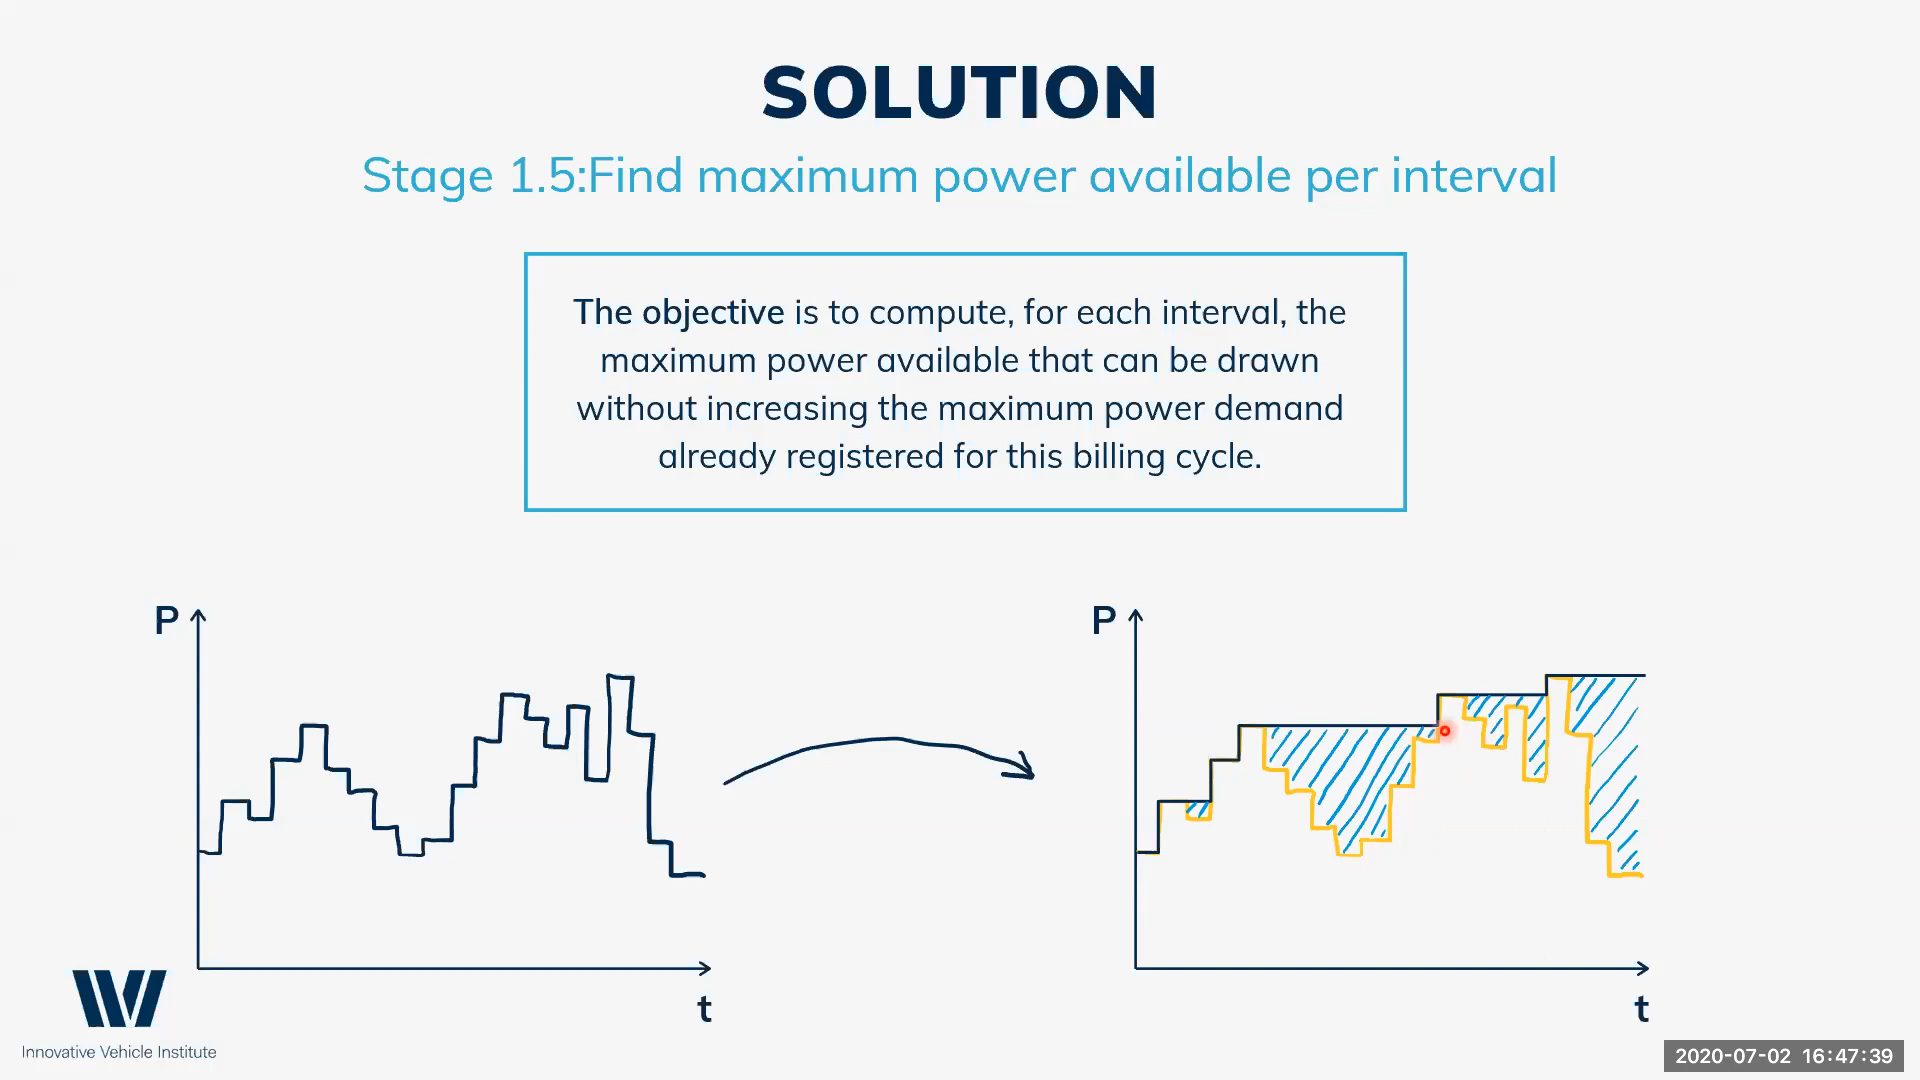 SOLUTION
Stage 1.5:Find maximum power available per interval
The objective is to compute, for each interval, the
maximum power available that can be drawn
without increasing the maximum power demand
already registered for this billing cycle.
P
t
P
t
Innovative Vehicle Institute
2020-07-02 16:47:39